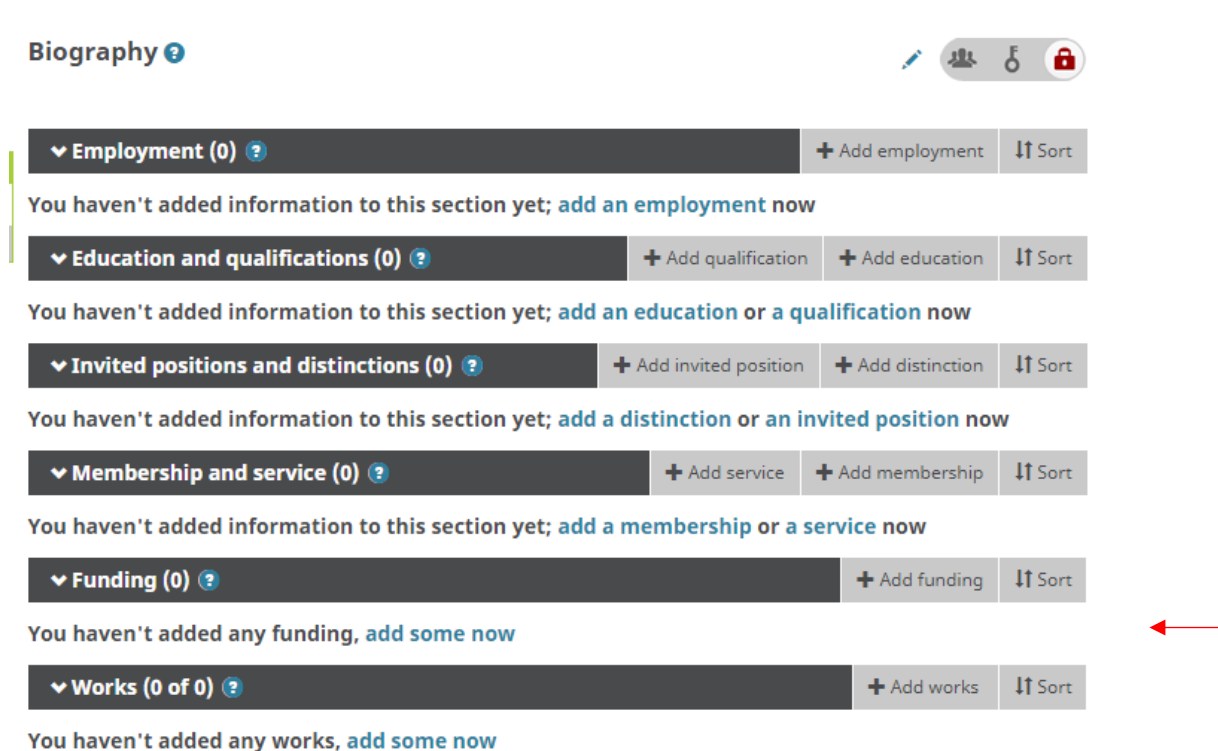 Biography
Employment (0) Add employment Sort
You haven't added information to this section yet; add an employment now
Education and qualifications (0) Add qualification Add education Sort
You haven't added information to this section yet; add an education or a qualification now
Invited positions and distinctions (0) Add invited position Add distinction Sort
You haven't added information to this section yet; add a distinction or an invited position now
Membership and service (0) Add service Add membership Sort
You haven't added information to this section yet; add a membership or a service now
Funding (0) Add funding Sort
You haven't added any funding, add some now
Works (0 of 0) Add works Sort
You haven't added any works, add some now